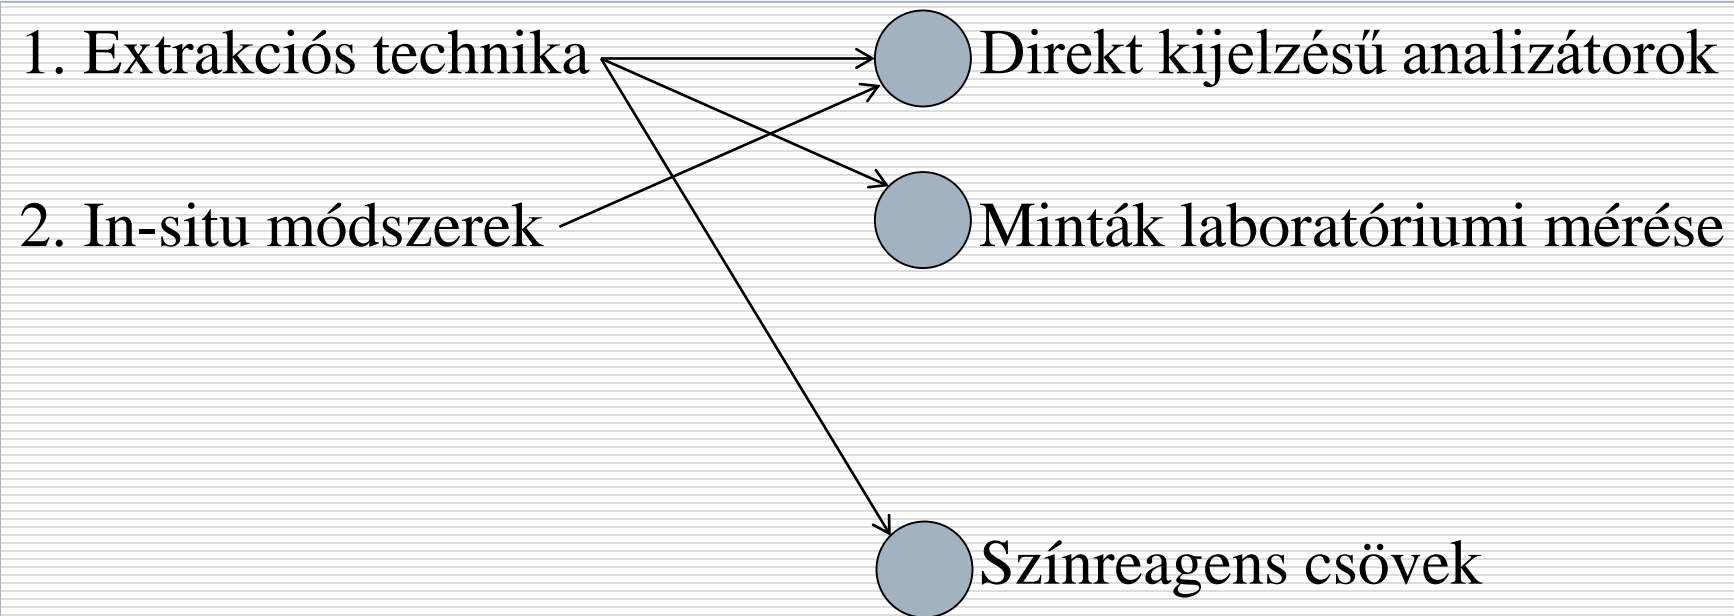 1. Extrakciós technika
Direkt kijelzésű analizátorok
2. In-situ módszerek
Minták laboratóriumi mérése
Színreagens csövek